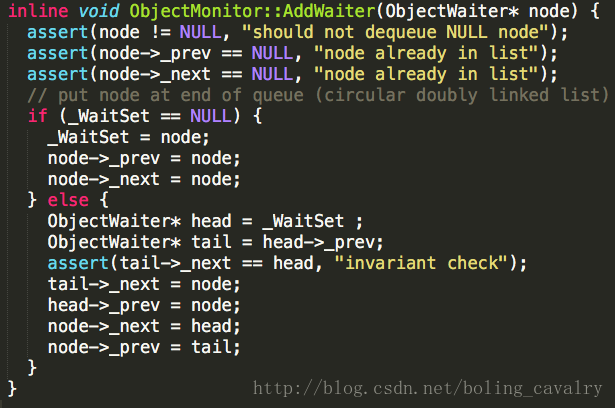 inline void ObjectMonitor::AddWaiter(ObjectWaiter* node) {
  assert(node != NULL, "should not dequeue NULL node");
  assert(node->_prev == NULL, "node already in list");
  assert(node->_next == NULL, "node already in list");
  // put node at end of queue (circular doubly linked list)
  if (_WaitSet == NULL) {
    _WaitSet = node;
    node->_prev = node;
    node->_next = node;
  } else {
    ObjectWaiter* head = _WaitSet ;
    ObjectWaiter* tail = head->_prev;
    assert(tail->_next == head, "invariant check");
    tail->_next = node;
    head->_prev = node;
    node->_next = head;
    node->_prev = tail;
  }
}
http://blog.csdn.net/boling_cavalry